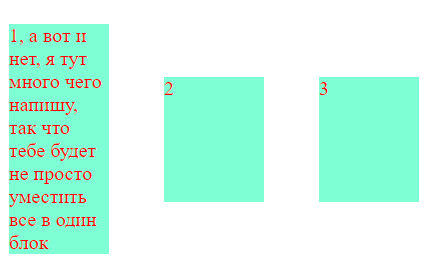 1, а вот и
нет, я тут
много чего
напишу,
так что
тебе будет
не просто
уместить
все в один
блок
2
3